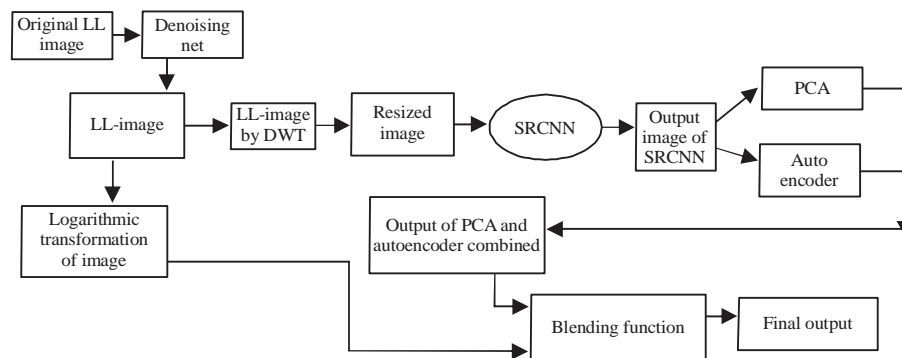 Original LL
image
Denoising
net
LL-image
LL-image
by DWT
Resized
image
SRCNN
Output
image of
SRCNN
PCA
Auto
encoder
Logarithmic
transformation
of image
Output of PCA and
autoencoder combined
Blending function
Final output